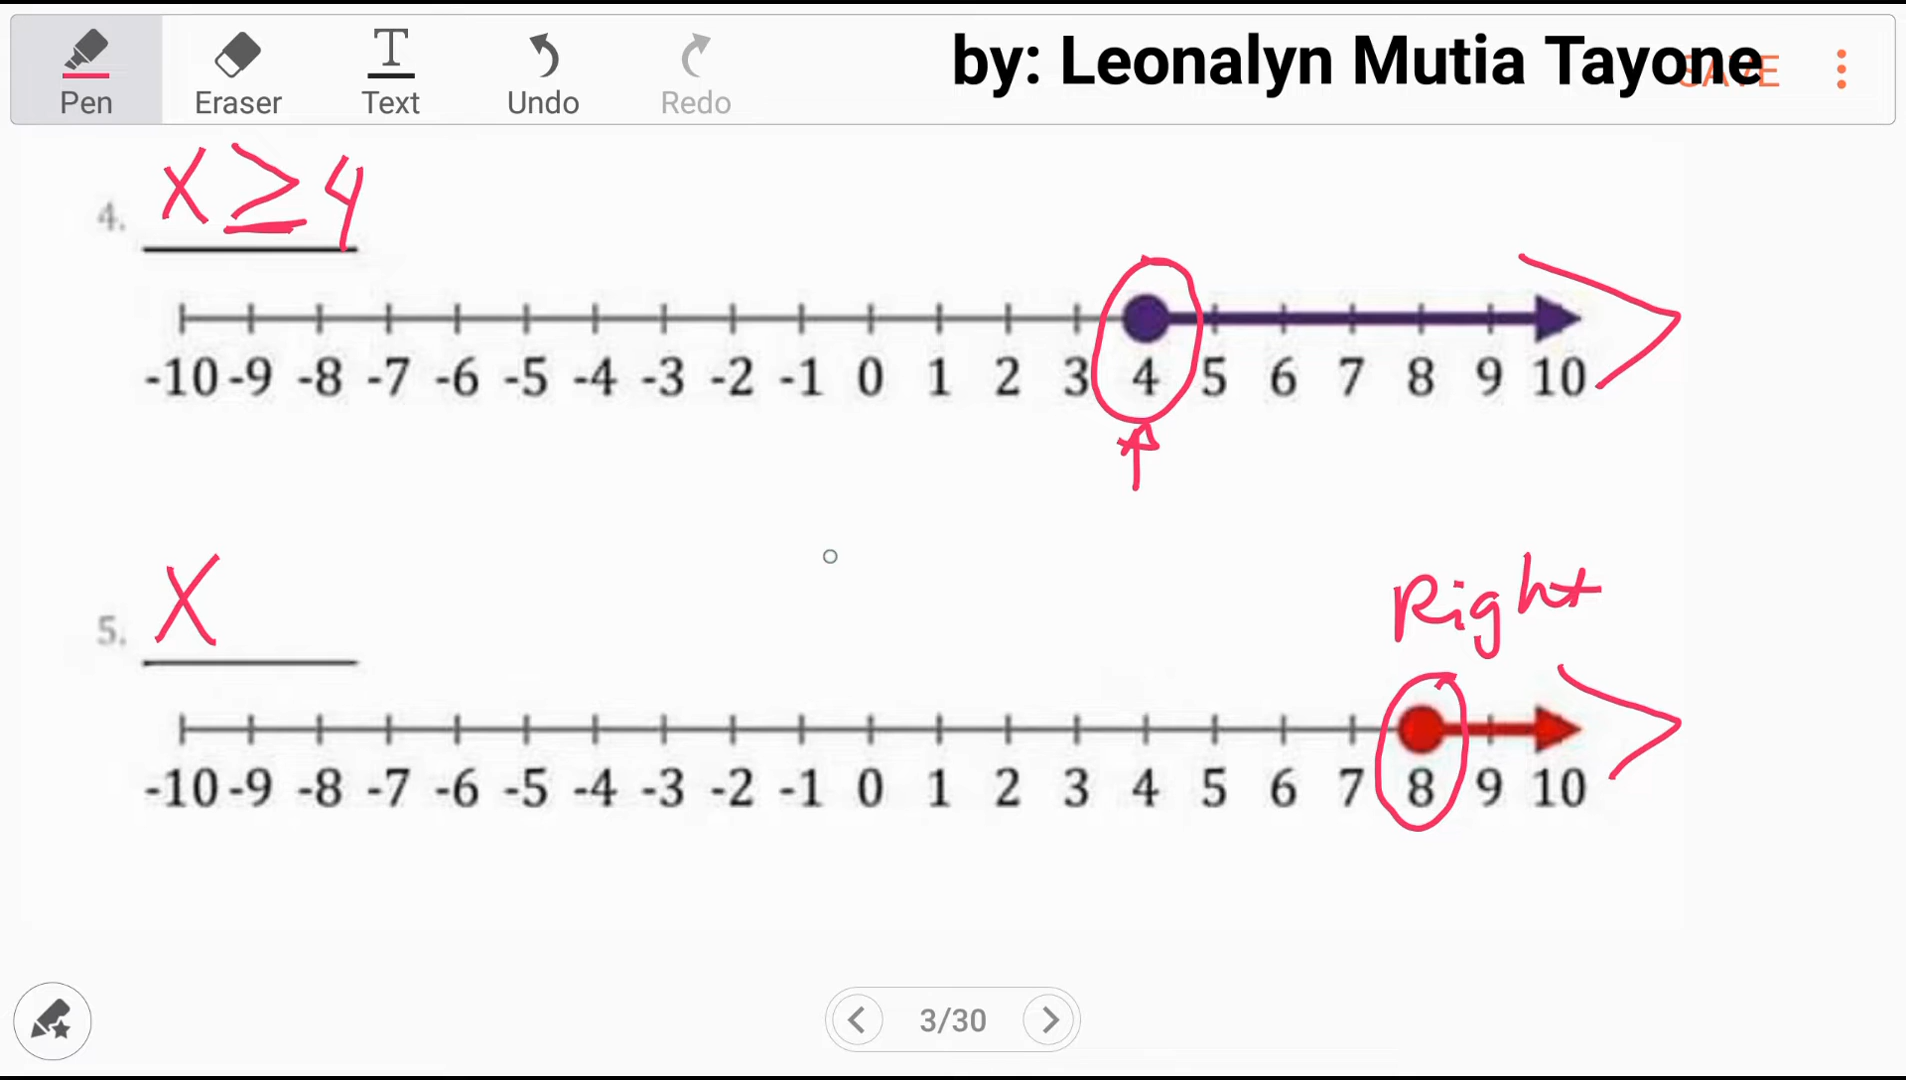 Pen Eraser Text Undo Redo by: Leonalyn Mutia Tayone SAVE
4. X ≥ 4
-10 -9 -8 -7 -6 -5 -4 -3 -2 -1 0 1 2 3 4 5 6 7 8 9 10
Right
5. X
-10 -9 -8 -7 -6 -5 -4 -3 -2 -1 0 1 2 3 4 5 6 7 8 9 10
3/30